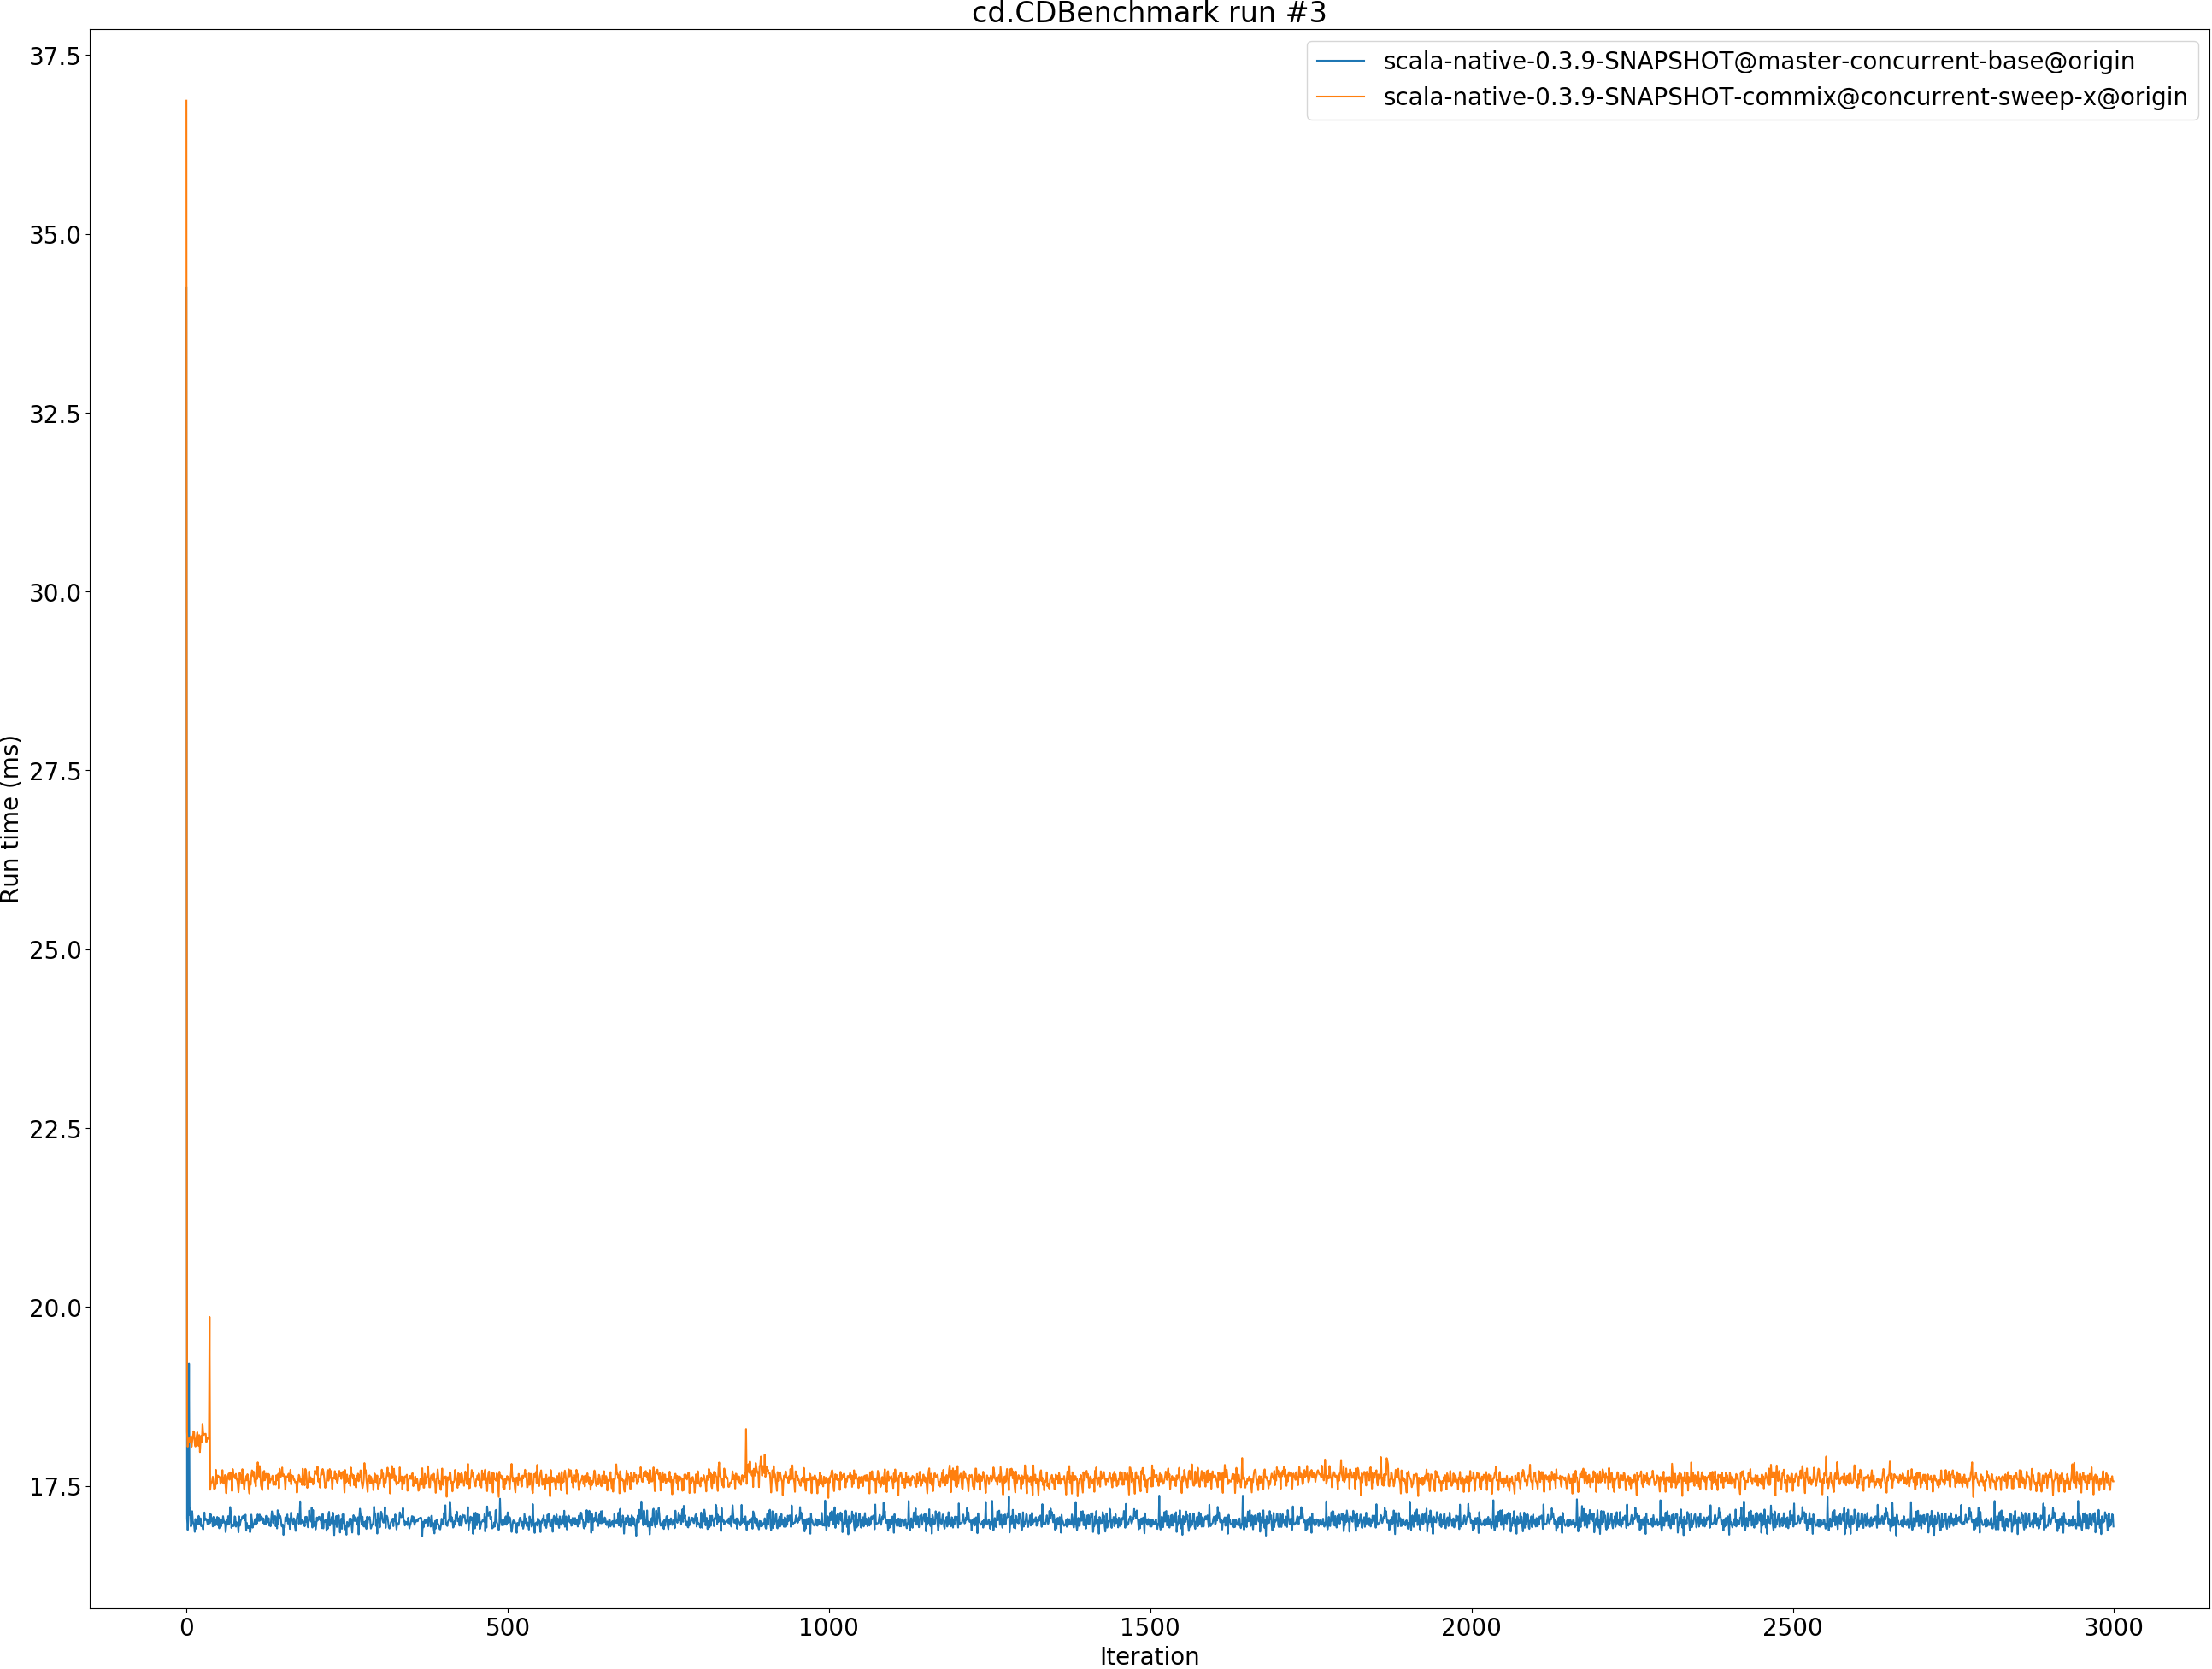 cd.CDBenchmark run #3
scala-native-0.3.9-SNAPSHOT@master-concurrent-base@origin
scala-native-0.3.9-SNAPSHOT-commix@concurrent-sweep-x@origin
37.5
35.0
32.5
30.0
27.5
25.0
22.5
20.0
17.5
Run time (ms)
0 500 1000 1500 2000 2500 3000
Iteration